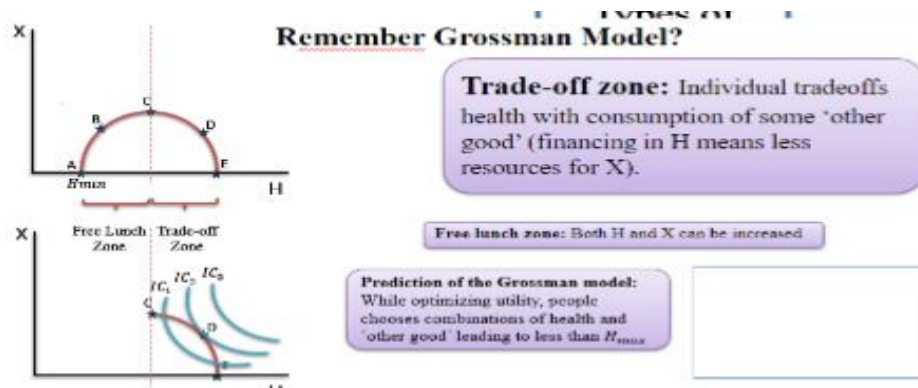 Types of
Remember Grossman Model?
X
C
B
D
A
E
Hmin
H
Trade-off zone: Individual tradeoffs
health with consumption of some ‘other
good’ (financing in H means less
resources for X).
Free Lunch
Zone
Trade-off
Zone
Free lunch zone: Both H and X can be increased
X
IC₁
IC₂
IC₃
C
D
E
H
Prediction of the Grossman model:
While optimizing utility, people
chooses combinations of health and
‘other good’ leading to less than Hmax